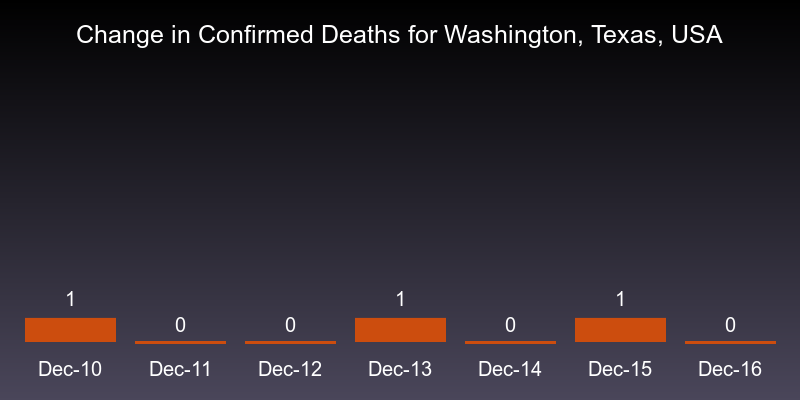 Change in Confirmed Deaths for Washington, Texas, USA
1
0
0
1
0
1
0
Dec-10
Dec-11
Dec-12
Dec-13
Dec-14
Dec-15
Dec-16